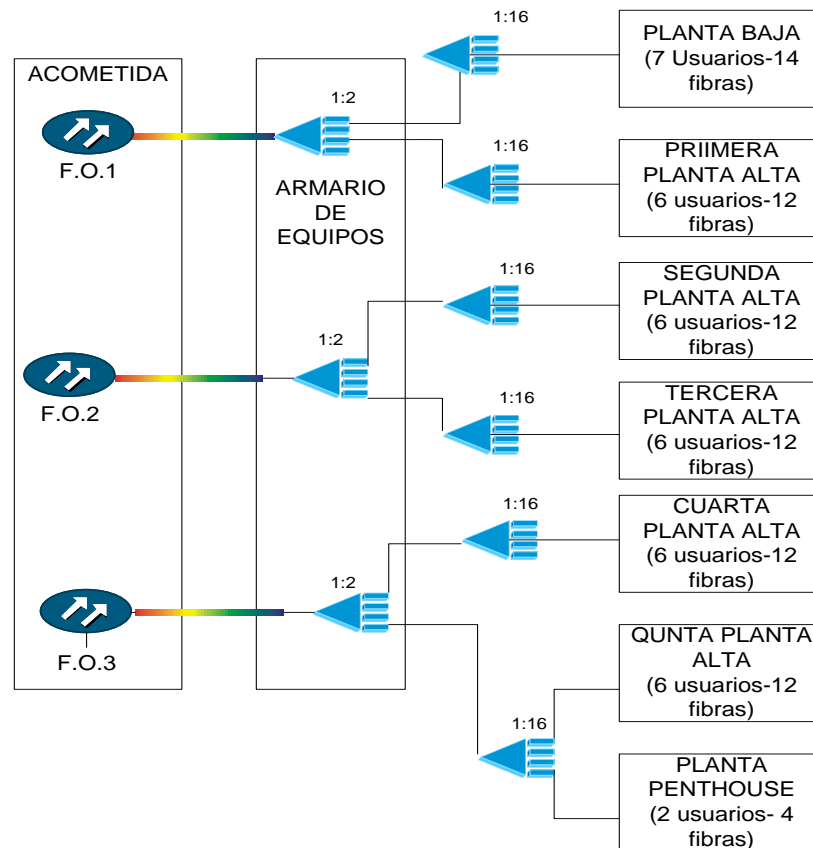 ACOMETIDA
F.O.1
F.O.2
F.O.3
ARMARIO
DE
EQUIPOS
1:2
1:2
1:2
1:16
PLANTA BAJA
(7 Usuarios-14
fibras)
1:16
PRIIMERA
PLANTA ALTA
(6 usuarios-12
fibras)
1:16
SEGUNDA
PLANTA ALTA
(6 usuarios-12
fibras)
1:16
TERCERA
PLANTA ALTA
(6 usuarios-12
fibras)
1:16
CUARTA
PLANTA ALTA
(6 usuarios-12
fibras)
1:16
QUNTA PLANTA
ALTA
(6 usuarios-12
fibras)
PLANTA
PENTHOUSE
(2 usuarios- 4
fibras)